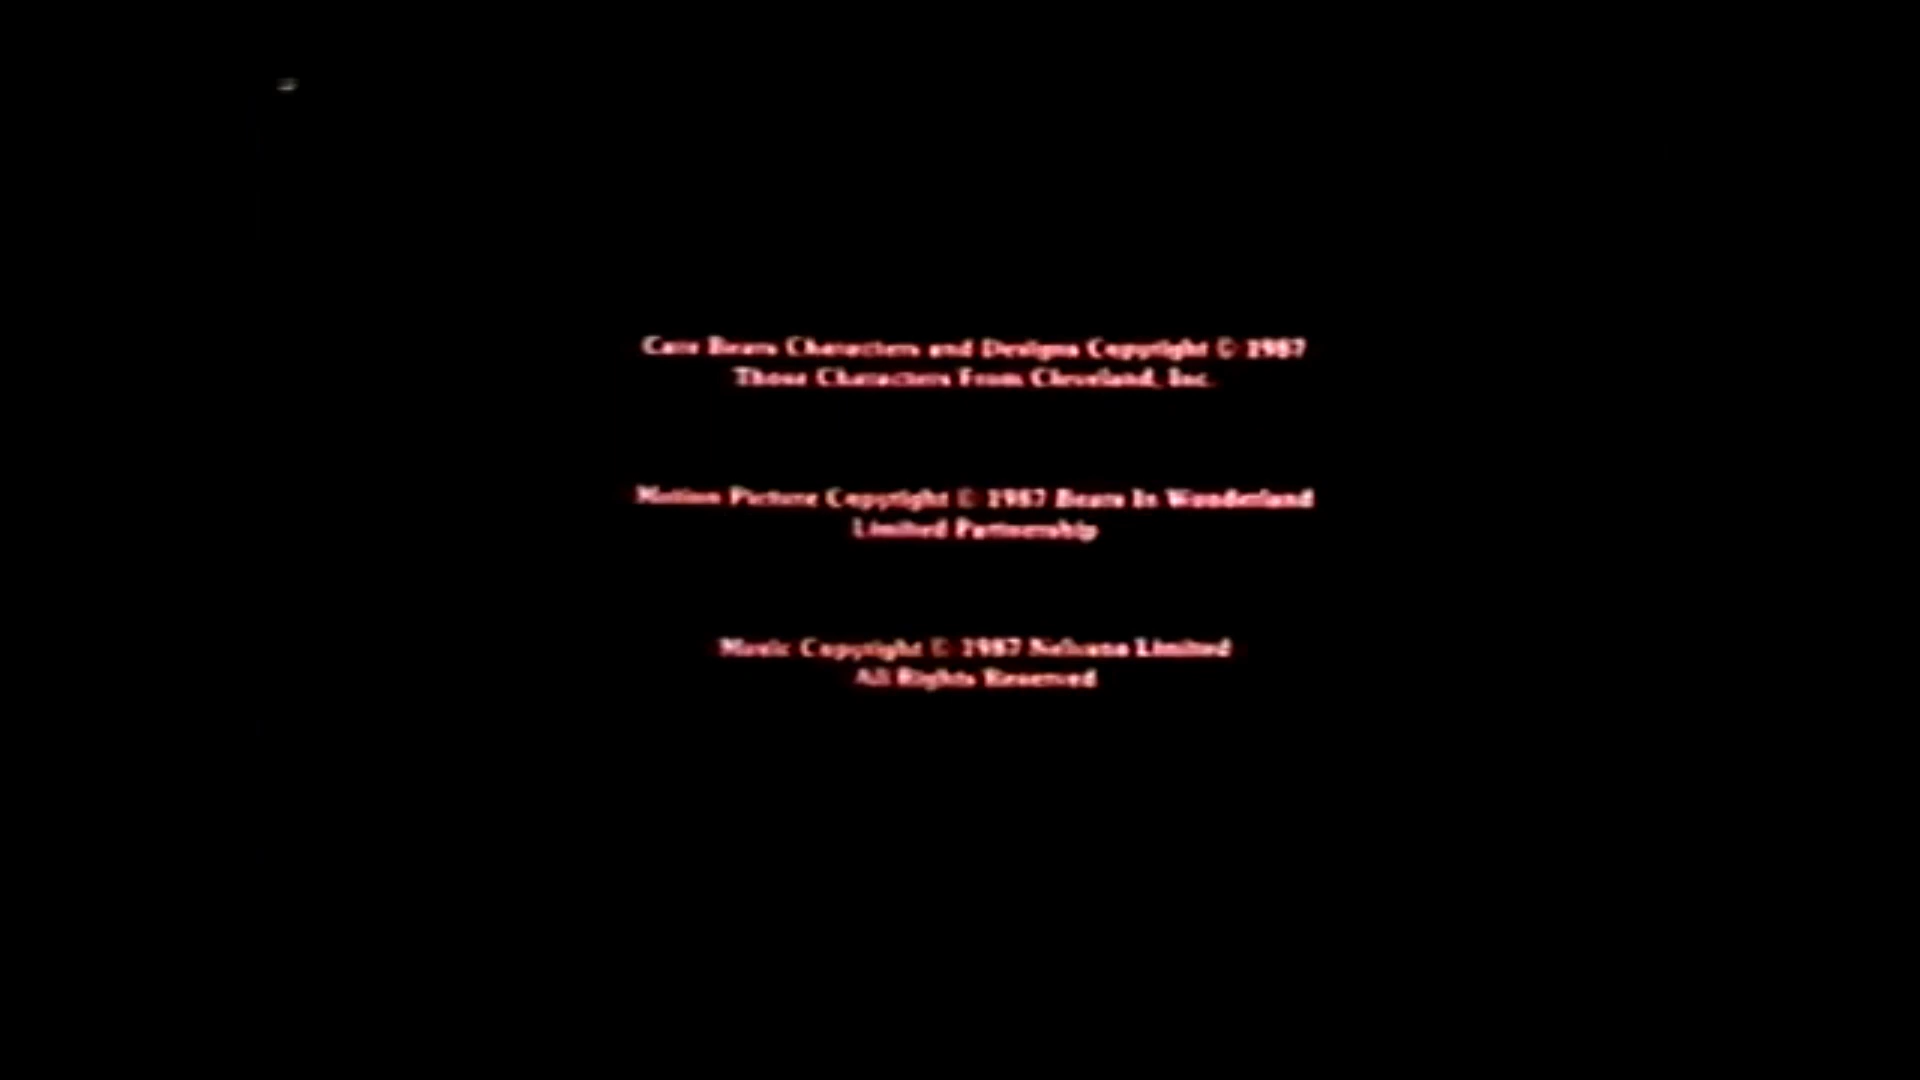 Care Bears Characters and Designs Copyright © 1987
Those Characters From Cleveland, Inc.
Motion Picture Copyright © 1987 Bears In Wonderland
Limited Partnership
Music Copyright © 1987 Nelvana Limited
All Rights Reserved